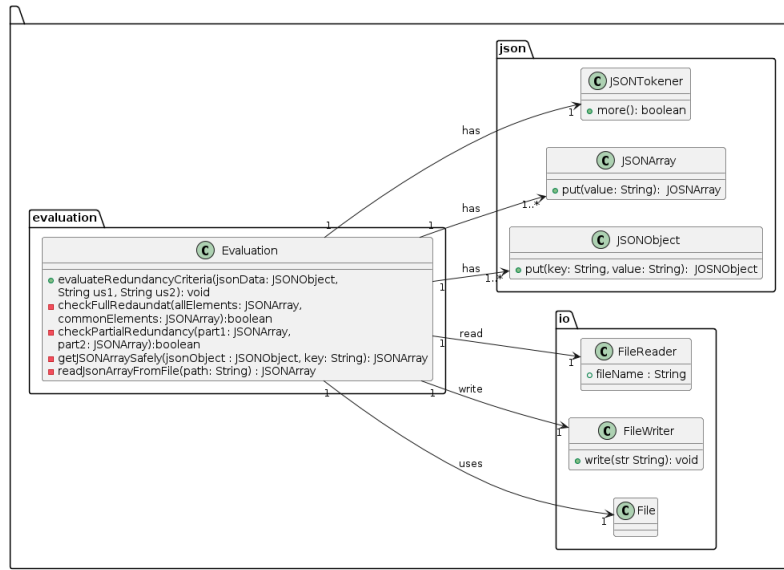 json
C JSONTokener
more(): boolean
1
has
C JSONArray
put(value: String): JOSNArray
1..*
has
1
1
evaluation
C Evaluation
evaluateRedundancyCriteria(jsonData: JSONObject,
String us1, String us2): void
checkFullRedaundat(allElements: JSONArray,
commonElements: JSONArray):boolean
checkPartialRedundancy(part1: JSONArray,
part2: JSONArray):boolean
getJSONArraySafely(jsonObject : JSONObject, key: String): JSONArray
readJsonArrayFromFile(path: String) : JSONArray
C JSONObject
put(key: String, value: String): JOSNObject
has
1..*
1
io
C FileReader
fileName : String
read
1
1
C FileWriter
write(str String): void
write
1
1
1
uses
C File
1